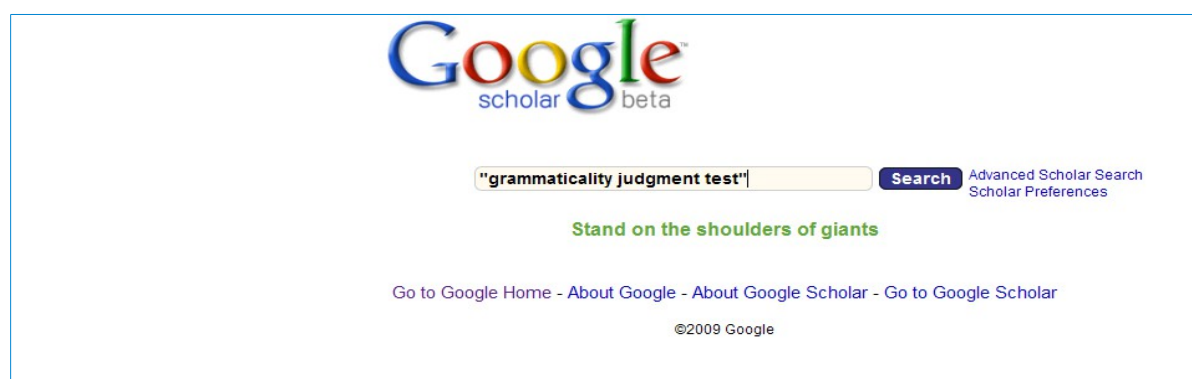 Google™
scholar beta
"grammaticality judgment test" Search Advanced Scholar Search
Scholar Preferences
Stand on the shoulders of giants
Go to Google Home - About Google - About Google Scholar - Go to Google Scholar
©2009 Google